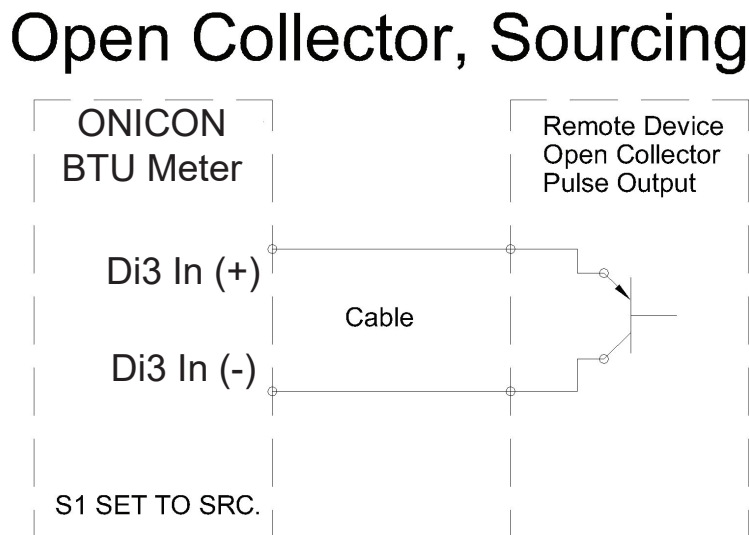 Open Collector, Sourcing
ONICON
BTU Meter
Remote Device
Open Collector
Pulse Output
Di3 In (+)
Cable
Di3 In (-)
S1 SET TO SRC.